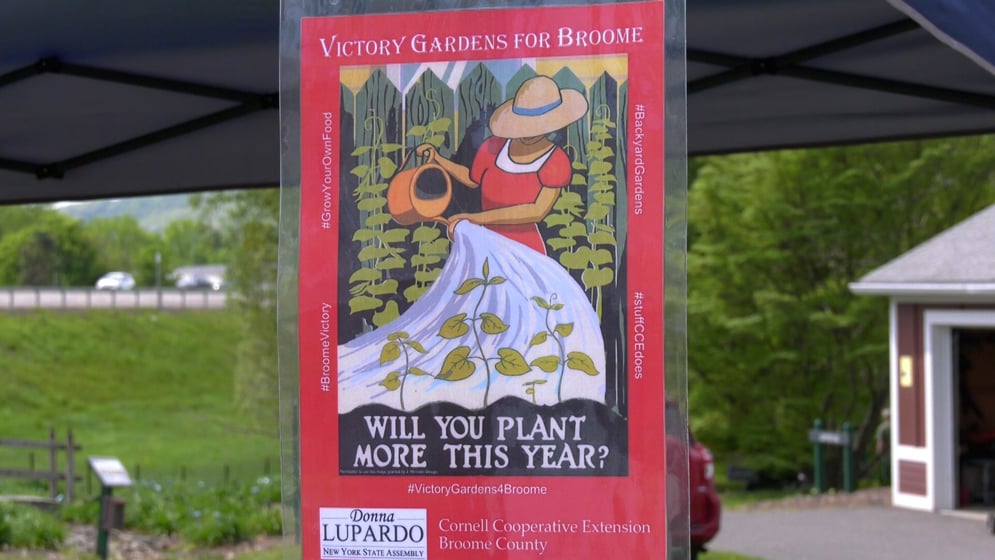 VICTORY GARDENS FOR BROOME
#GrowYourOwnFood
#BackyardGardens
#BroomeVictory
#stuffCCEdoes
WILL YOU PLANT
MORE THIS YEAR?
#VictoryGardens4Broome
Donna
LUPARDO
NEW YORK STATE ASSEMBLY
Cornell Cooperative Extension
Broome County